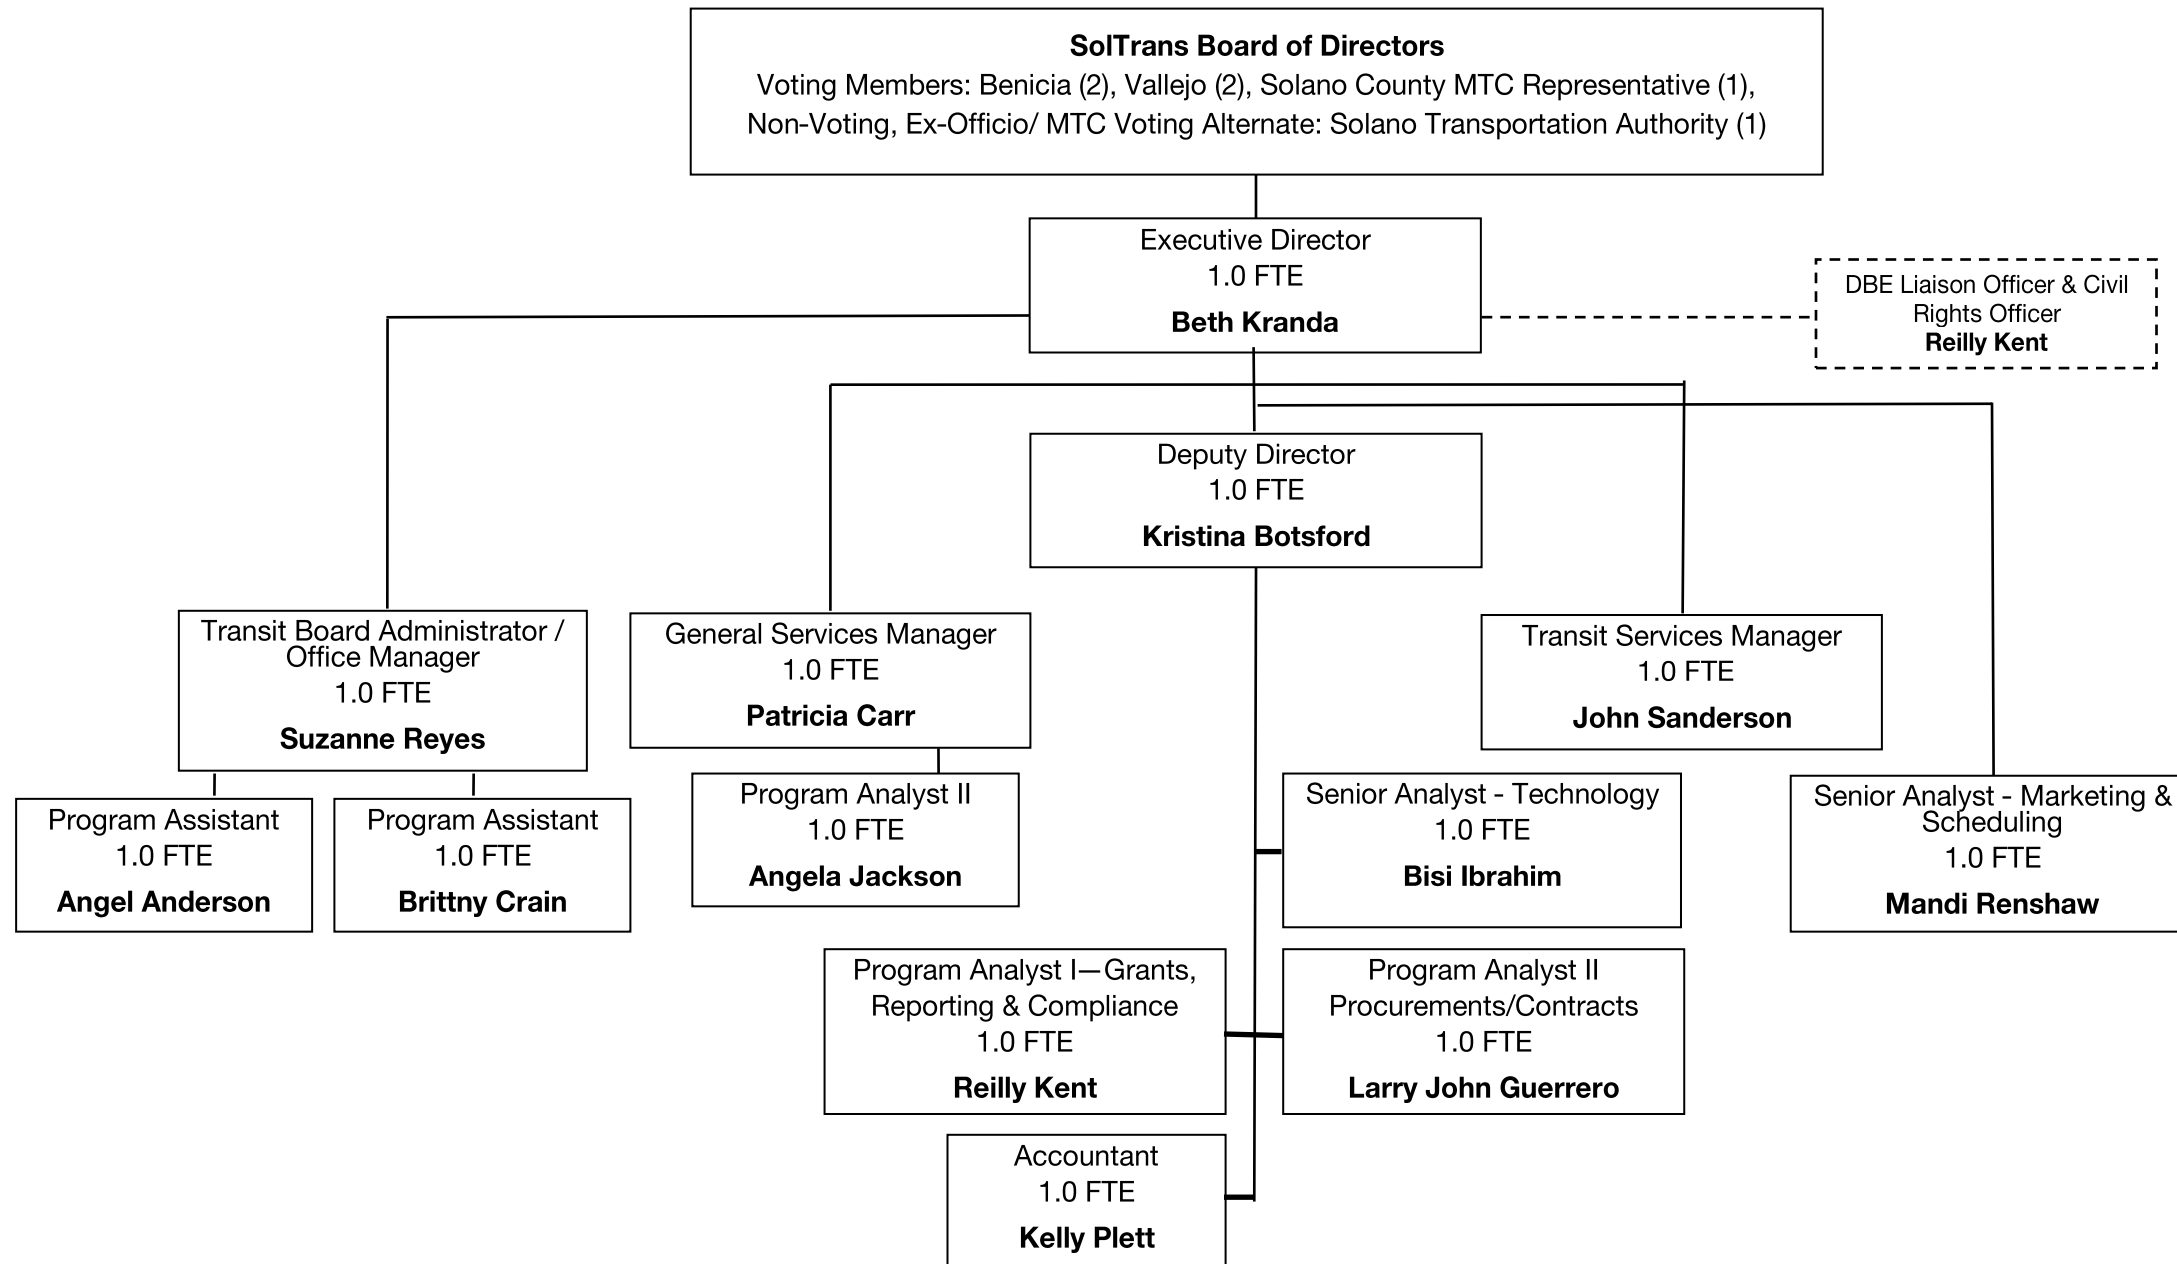 SolTrans Board of Directors
Voting Members: Benicia (2), Vallejo (2), Solano County MTC Representative (1),
Non-Voting, Ex-Officio/ MTC Voting Alternate: Solano Transportation Authority (1)
Executive Director
1.0 FTE
Beth Kranda
DBE Liaison Officer & Civil
Rights Officer
Reilly Kent
Deputy Director
1.0 FTE
Kristina Botsford
Transit Board Administrator /
Office Manager
1.0 FTE
Suzanne Reyes
General Services Manager
1.0 FTE
Patricia Carr
Transit Services Manager
1.0 FTE
John Sanderson
Program Assistant
1.0 FTE
Angel Anderson
Program Assistant
1.0 FTE
Brittny Crain
Program Analyst II
1.0 FTE
Angela Jackson
Senior Analyst - Technology
1.0 FTE
Bisi Ibrahim
Senior Analyst - Marketing &
Scheduling
1.0 FTE
Mandi Renshaw
Program Analyst I—Grants,
Reporting & Compliance
1.0 FTE
Reilly Kent
Program Analyst II
Procurements/Contracts
1.0 FTE
Larry John Guerrero
Accountant
1.0 FTE
Kelly Plett